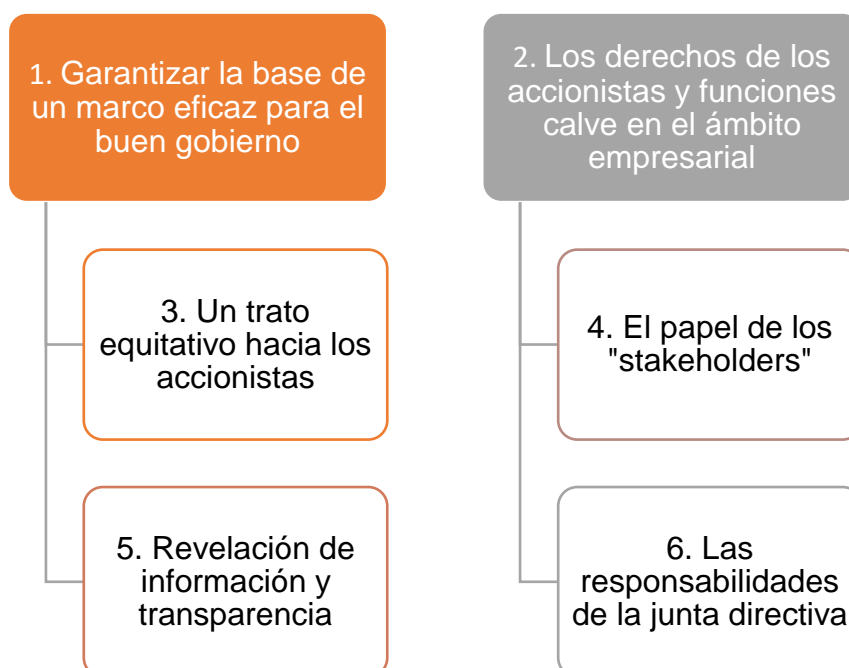 1. Garantizar la base de
un marco eficaz para el
buen gobierno
2. Los derechos de los
accionistas y funciones
calve en el ámbito
empresarial
3. Un trato
equitativo hacia los
accionistas
4. El papel de los
"stakeholders"
5. Revelación de
información y
transparencia
6. Las
responsabilidades
de la junta directiva